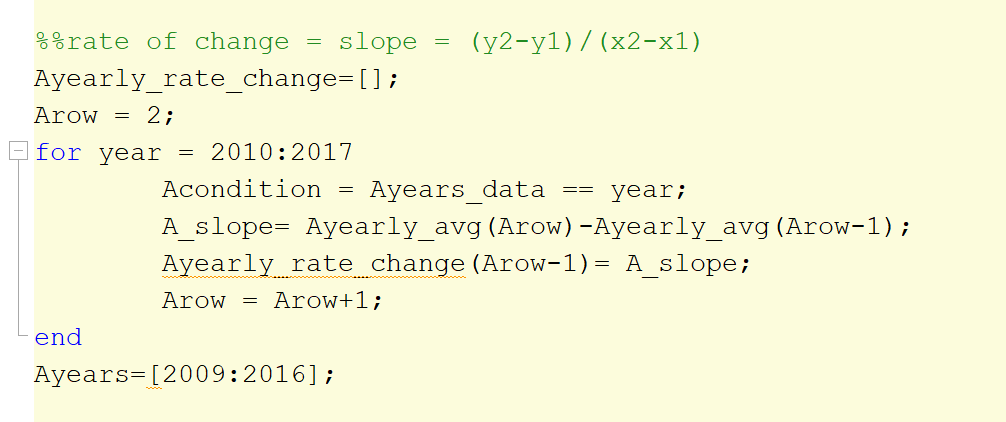 %%rate of change = slope = (y2-y1)/(x2-x1)
Ayearly_rate_change=[];
Arow = 2;
for year = 2010:2017
Acondition = Ayears_data == year;
A_slope= Ayearly_avg(Arow)-Ayearly_avg(Arow-1);
Ayearly_rate_change(Arow-1)= A_slope;
Arow = Arow+1;
end
Ayears=[2009:2016];